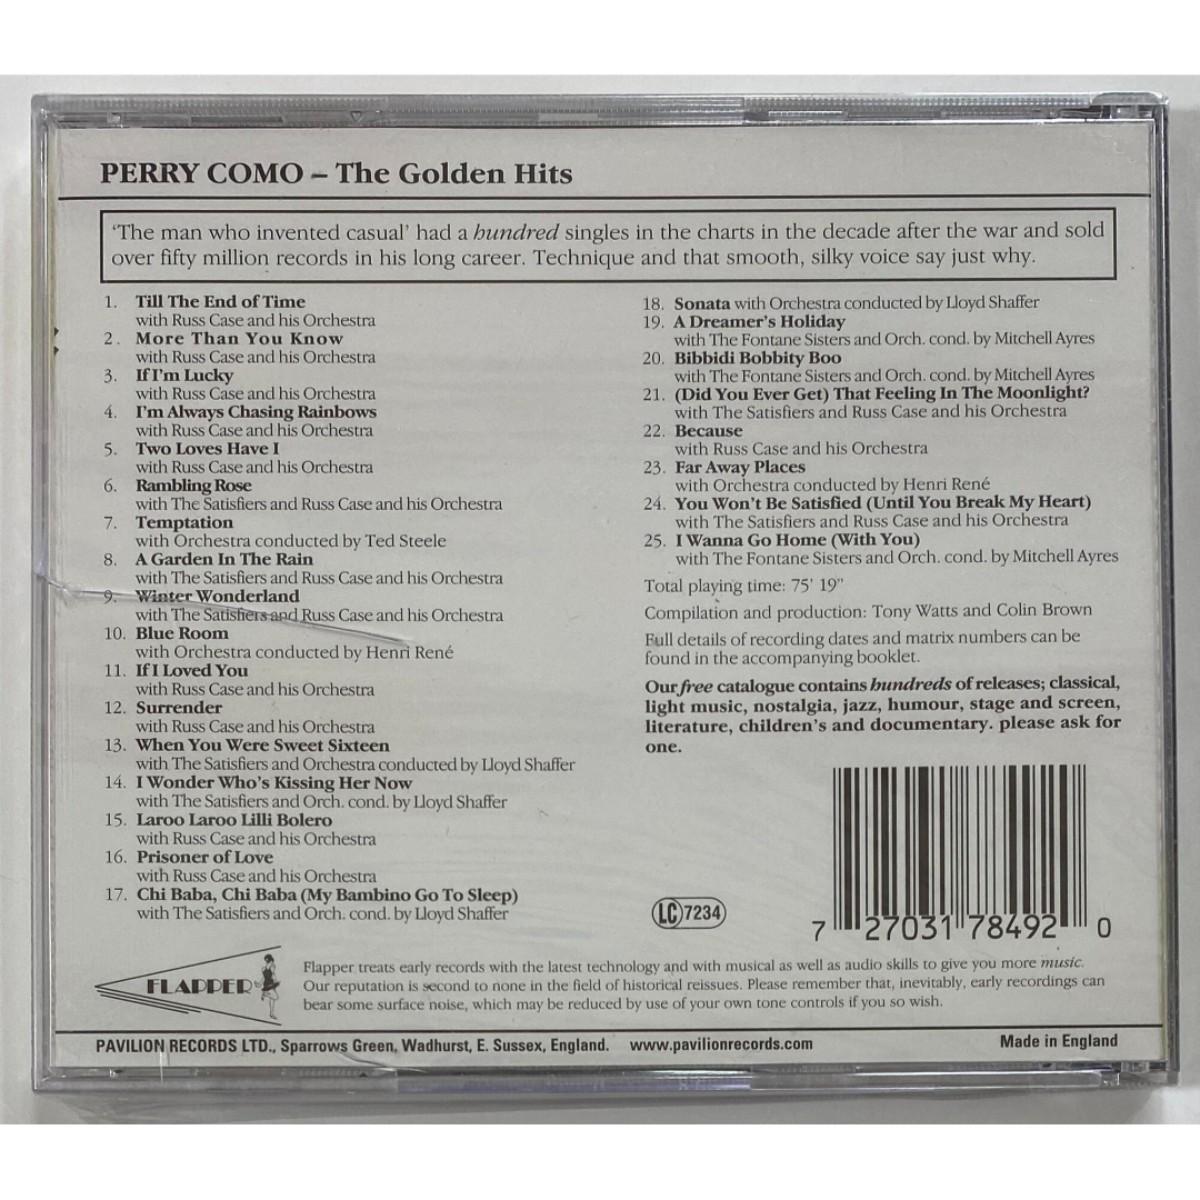 PERRY COMO – The Golden Hits
'The man who invented casual' had a hundred singles in the charts in the decade after the war and sold
over fifty million records in his long career. Technique and that smooth, silky voice say just why.
1. Till The End of Time
with Russ Case and his Orchestra
2. More Than You Know
with Russ Case and his Orchestra
3. If I'm Lucky
with Russ Case and his Orchestra
4. I'm Always Chasing Rainbows
with Russ Case and his Orchestra
5. Two Loves Have I
with Russ Case and his Orchestra
6. Rambling Rose
with The Satisfiers and Russ Case and his Orchestra
7. Temptation
with Orchestra conducted by Ted Steele
8. A Garden In The Rain
with The Satisfiers and Russ Case and his Orchestra
9. Winter Wonderland
with The Satisfiers and Russ Case and his Orchestra
10. Blue Room
with Orchestra conducted by Henri René
11. If I Loved You
with Russ Case and his Orchestra
12. Surrender
with Russ Case and his Orchestra
13. When You Were Sweet Sixteen
with The Satisfiers and Orchestra conducted by Lloyd Shaffer
14. I Wonder Who's Kissing Her Now
with The Satisfiers and Orch. cond. by Lloyd Shaffer
15. Laroo Laroo Lilli Bolero
with Russ Case and his Orchestra
16. Prisoner of Love
with Russ Case and his Orchestra
17. Chi Baba, Chi Baba (My Bambino Go To Sleep)
with The Satisfiers and Orch. cond. by Lloyd Shaffer
18. Sonata with Orchestra conducted by Lloyd Shaffer
19. A Dreamer's Holiday
with The Fontane Sisters and Orch. cond. by Mitchell Ayres
20. Bibbidi Bobbity Boo
with The Fontane Sisters and Orch. cond. by Mitchell Ayres
21. (Did You Ever Get) That Feeling In The Moonlight?
with The Satisfiers and Russ Case and his Orchestra
22. Because
with Russ Case and his Orchestra
23. Far Away Places
with Orchestra conducted by Henri René
24. You Won't Be Satisfied (Until You Break My Heart)
with The Satisfiers and Russ Case and his Orchestra
25. I Wanna Go Home (With You)
with The Fontane Sisters and Orch. cond. by Mitchell Ayres
Total playing time: 75' 19"
Compilation and production: Tony Watts and Colin Brown
Full details of recording dates and matrix numbers can be
found in the accompanying booklet.
Our free catalogue contains hundreds of releases; classical,
light music, nostalgia, jazz, humour, stage and screen,
literature, children's and documentary. please ask for
one.
LC 7234
7 27031 78492 0
FLAPPER
Flapper treats early records with the latest technology and with musical as well as audio skills to give you more music.
Our reputation is second to none in the field of historical reissues. Please remember that, inevitably, early recordings can
bear some surface noise, which may be reduced by use of your own tone controls if you so wish.
PAVILION RECORDS LTD., Sparrows Green, Wadhurst, E. Sussex, England. www.pavilionrecords.com
Made in England